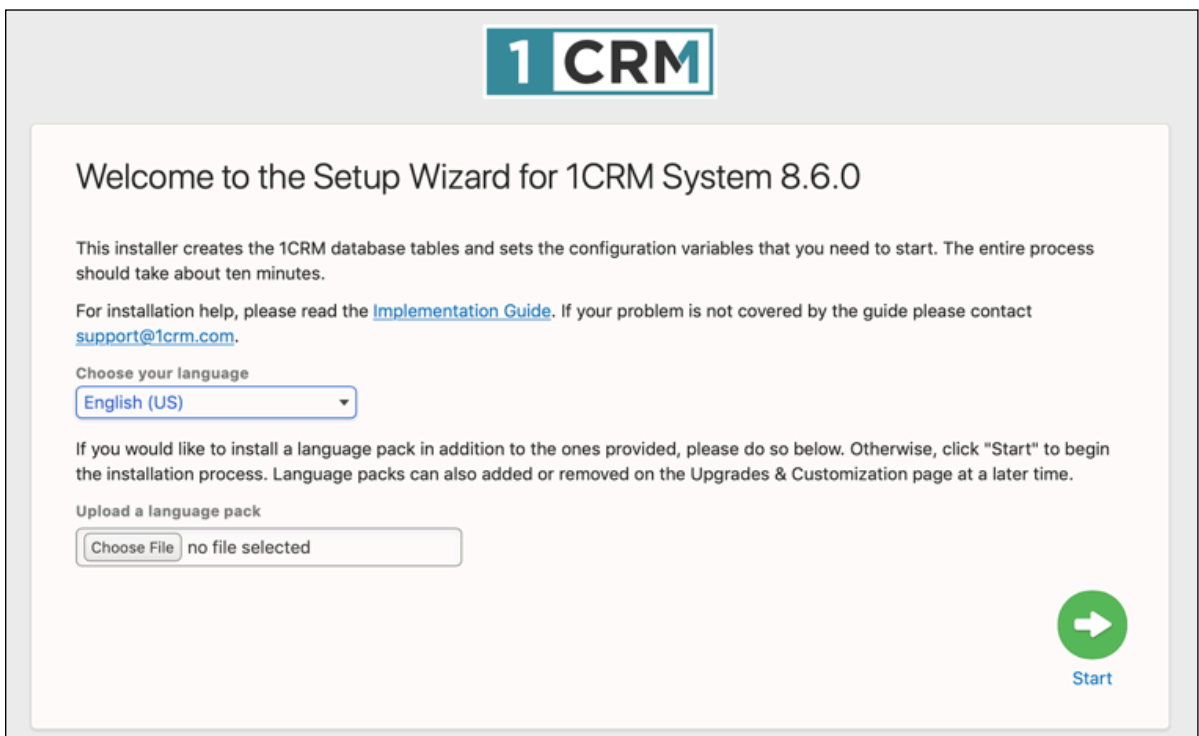 1 CRM
Welcome to the Setup Wizard for 1CRM System 8.6.0
This installer creates the 1CRM database tables and sets the configuration variables that you need to start. The entire process
should take about ten minutes.
For installation help, please read the Implementation Guide. If your problem is not covered by the guide please contact
support@1crm.com.
Choose your language
English (US)
If you would like to install a language pack in addition to the ones provided, please do so below. Otherwise, click "Start" to begin
the installation process. Language packs can also added or removed on the Upgrades & Customization page at a later time.
Upload a language pack
Choose File no file selected
Start